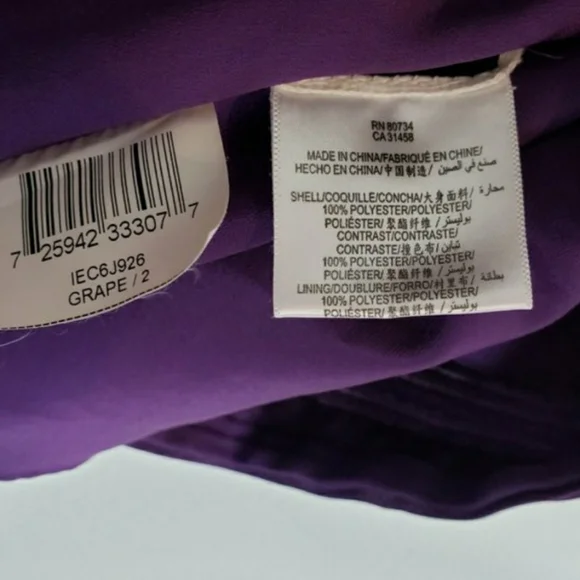 7 25942 33307 7
IEC6J926
GRAPE / 2
RN 80734
CA 31458
MADE IN CHINA/FABRIQUÉ EN CHINE/
HECHO EN CHINA/中国制造/ صنع في الصين
SHELL/COQUILLE/CONCHA/大身面料/ محارة
100% POLYESTER/POLYESTER/
POLIÉSTER/聚酯纤维 / بوليستر
CONTRAST/CONTRASTE/
CONTRASTE/撞色布/ تباين
100% POLYESTER/POLYESTER/
POLIÉSTER/聚酯纤维 / بوليستر
LINING/DOUBLURE/FORRO/衬里布/ بطانة
100% POLYESTER/POLYESTER/
POLIÉSTER/聚酯纤维 / بوليستر